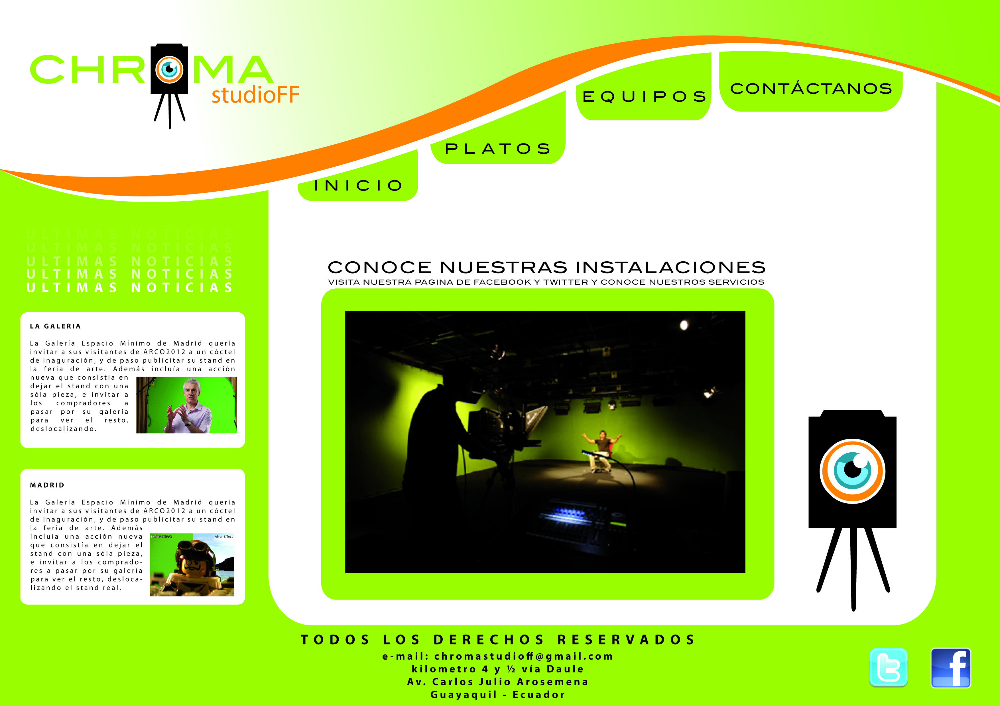 CHROMA
studioFF
INICIO
PLATOS
EQUIPOS
CONTÁCTANOS
ULTIMAS NOTICIAS
ULTIMAS NOTICIAS
ULTIMAS NOTICIAS
ULTIMAS NOTICIAS
ULTIMAS NOTICIAS
LA GALERIA
La Galería Espacio Mínimo de Madrid quería
invitar a sus visitantes de ARCO2012 a un cóctel
de inaguración, y de paso publicitar su stand en
la feria de arte. Además incluía una acción
nueva que consistía en
dejar el stand con una
sóla pieza, e invitar a
los compradores a
pasar por su galería
para ver el resto,
deslocalizando.
MADRID
La Galería Espacio Mínimo de Madrid quería
invitar a sus visitantes de ARCO2012 a un cóctel
de inaguración, y de paso publicitar su stand en
la feria de arte. Además
incluía una acción nueva
que consistía en dejar el
stand con una sóla pieza,
e invitar a los comprado-
res a pasar por su galería
para ver el resto, desloca-
lizando el stand real.
Before Effect
After Effect
CONOCE NUESTRAS INSTALACIONES
VISITA NUESTRA PAGINA DE FACEBOOK Y TWITTER Y CONOCE NUESTROS SERVICIOS
TODOS LOS DERECHOS RESERVADOS
e-mail: chromastudioff@gmail.com
kilometro 4 y ½ vía Daule
Av. Carlos Julio Arosemena
Guayaquil - Ecuador
t
f